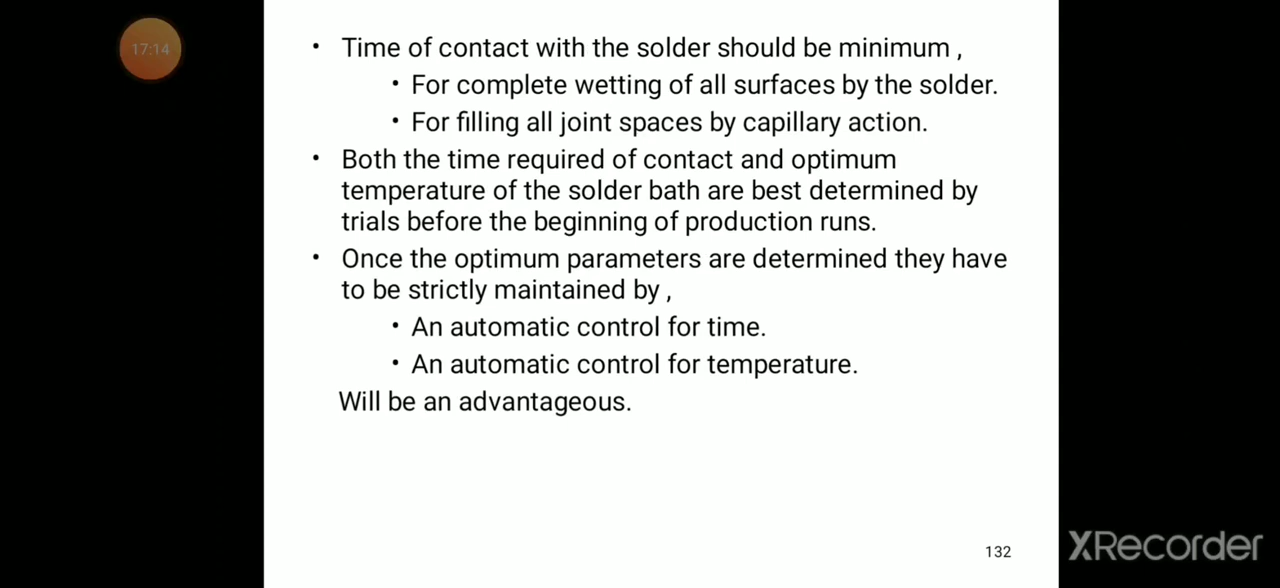 17:14
• Time of contact with the solder should be minimum ,
• For complete wetting of all surfaces by the solder.
• For filling all joint spaces by capillary action.
• Both the time required of contact and optimum
temperature of the solder bath are best determined by
trials before the beginning of production runs.
• Once the optimum parameters are determined they have
to be strictly maintained by ,
• An automatic control for time.
• An automatic control for temperature.
Will be an advantageous.
132
XRecorder